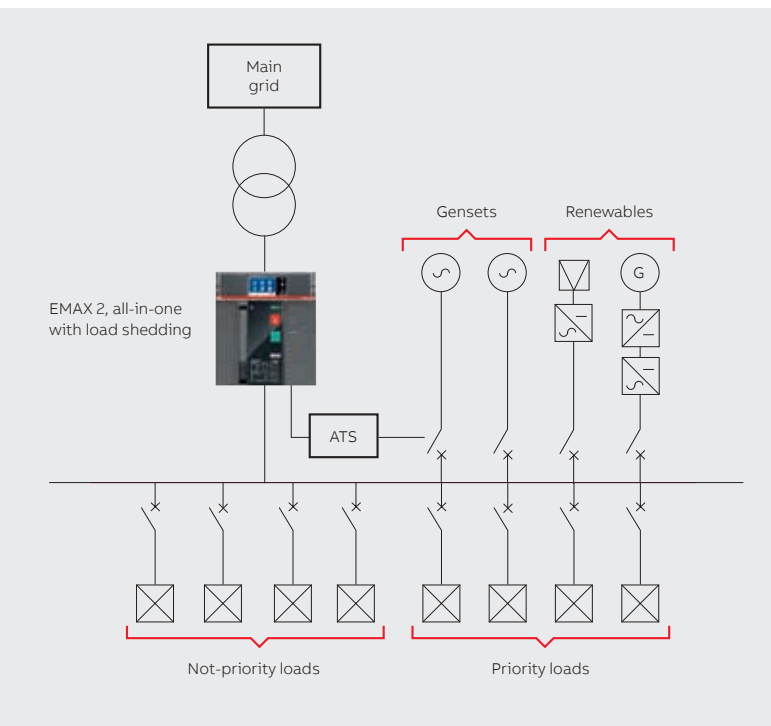 Main
grid
Gensets
Renewables
G
EMAX 2, all-in-one
with load shedding
ATS
Not-priority loads
Priority loads